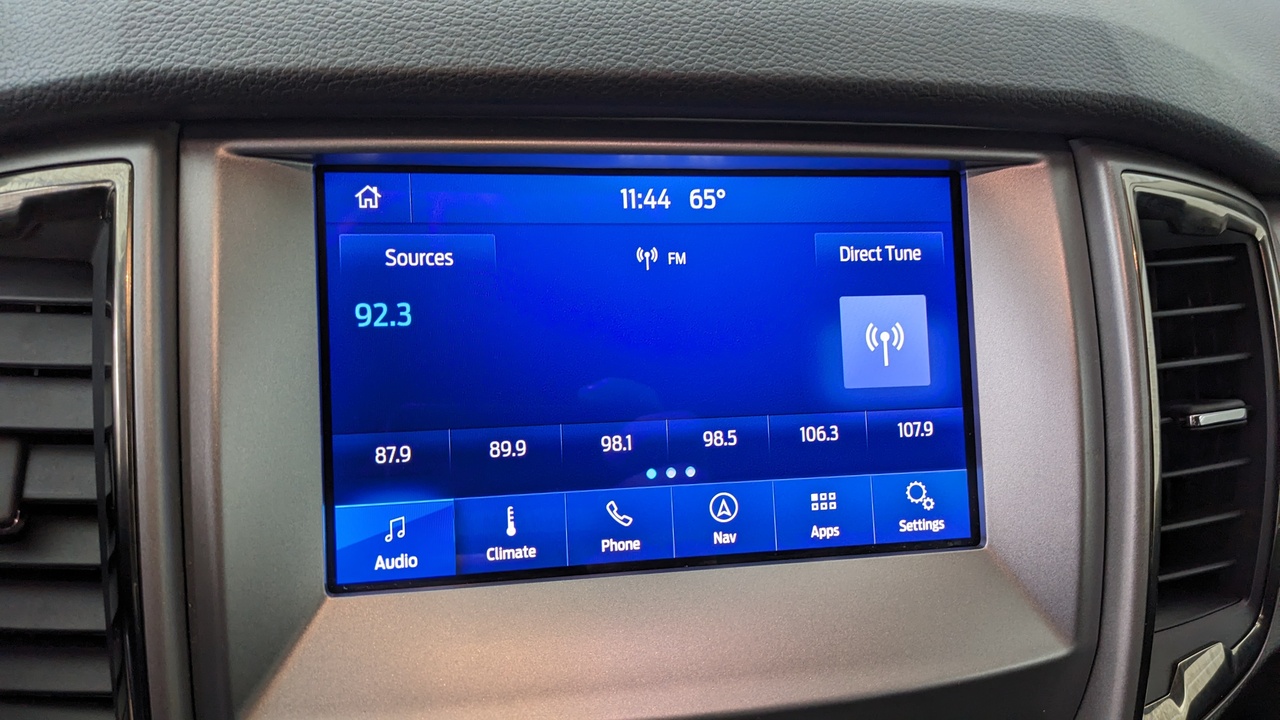 11:44 65°
Sources FM Direct Tune
92.3
87.9 89.9 98.1 98.5 106.3 107.9
Audio Climate Phone Nav Apps Settings